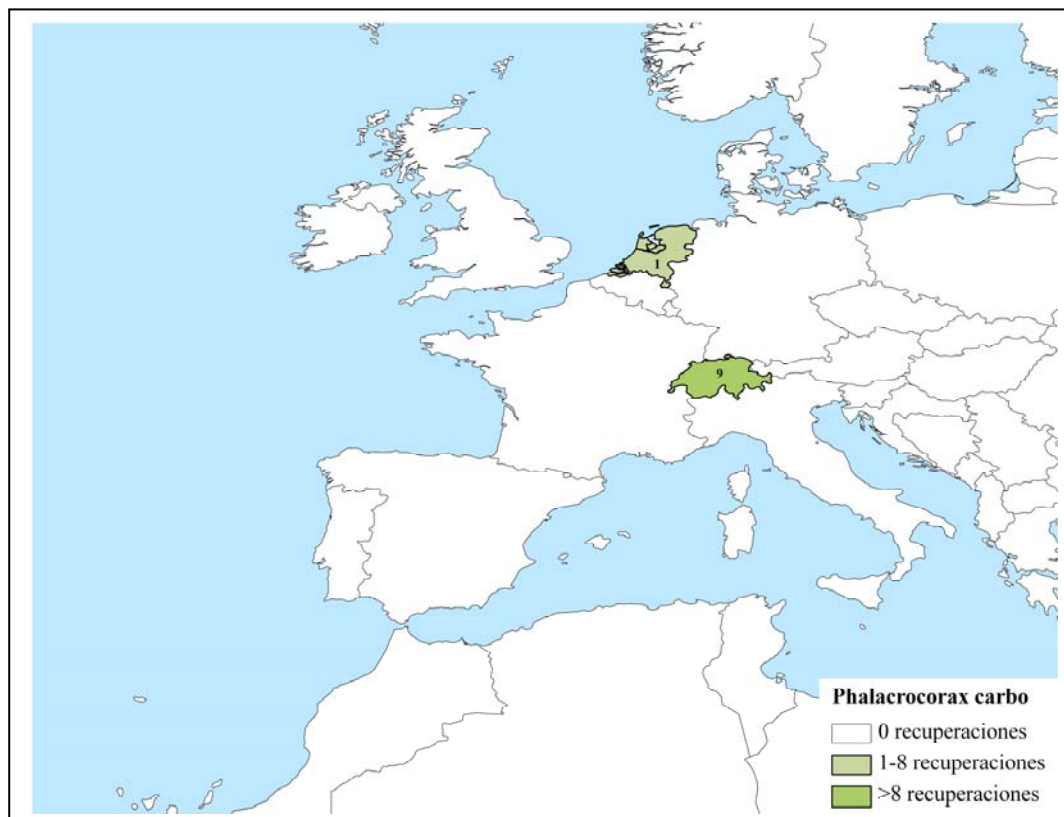 1
9
Phalacrocorax carbo
0 recuperaciones
1-8 recuperaciones
>8 recuperaciones